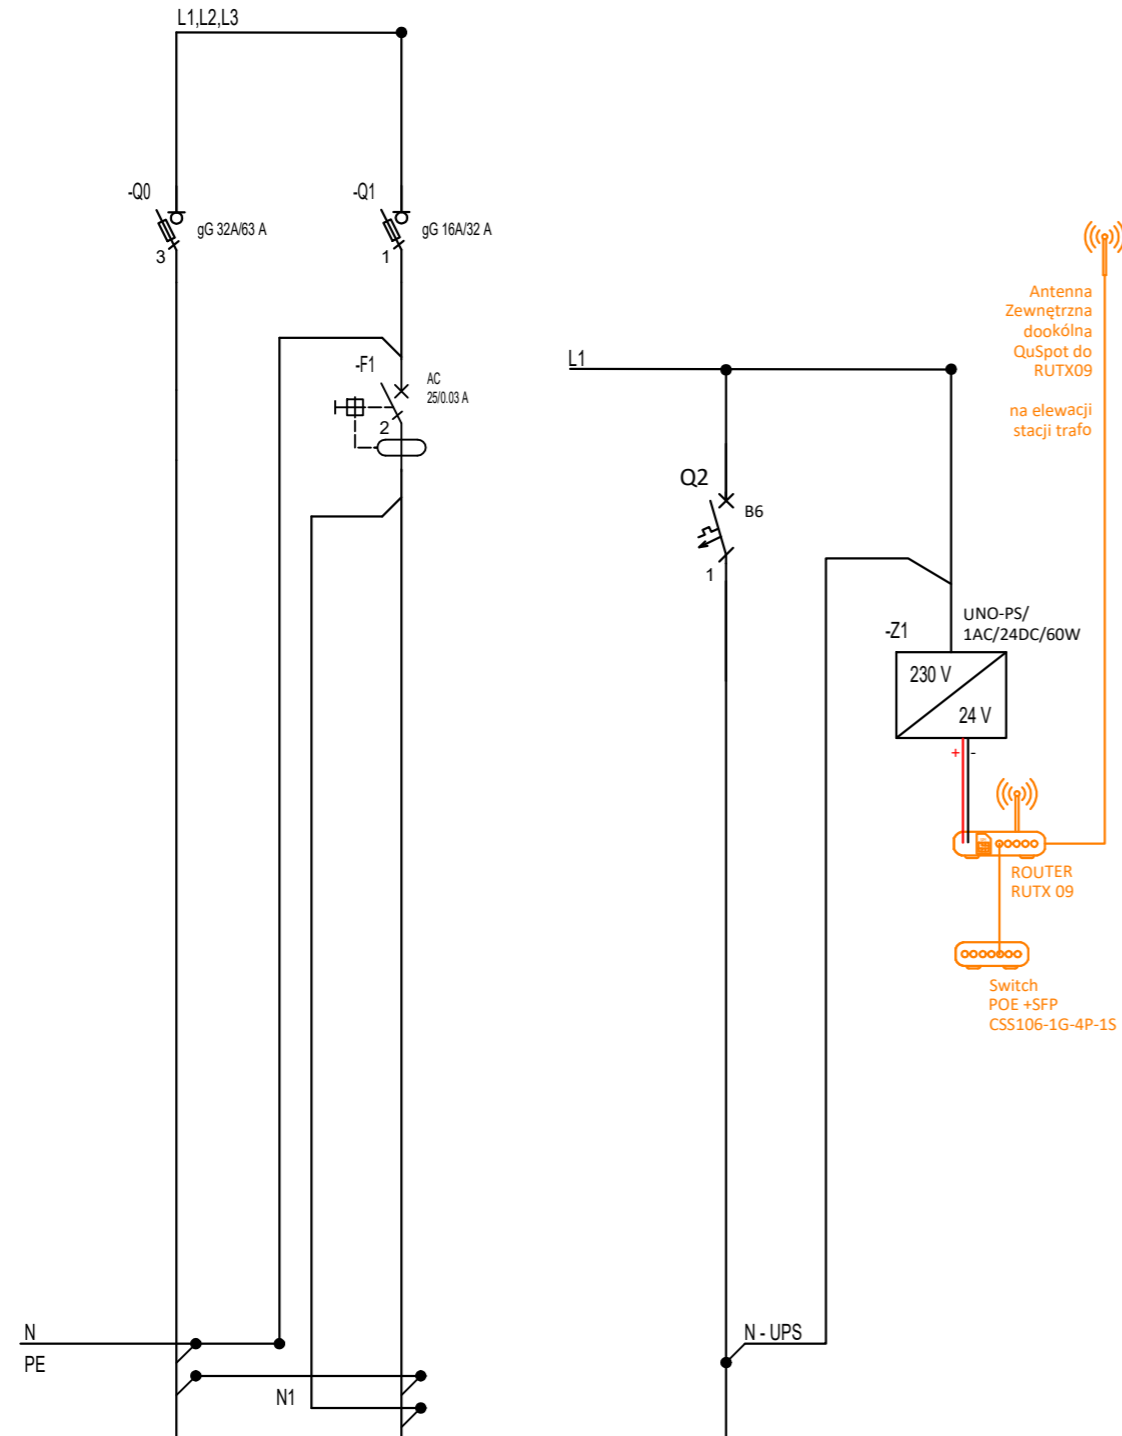 L1,L2,L3
-Q0
gG 32A/63 A
3
-Q1
gG 16A/32 A
1
-F1
AC
25/0.03 A
2
L1
Q2
B6
1
Antenna
Zewnętrzna
dookólna
QuSpot do
RUTX09
na elewacji
stacji trafo
UNO-PS/
1AC/24DC/60W
-Z1
230 V
24 V
+ -
ROUTER
RUTX 09
Switch
POE +SFP
CSS106-1G-4P-1S
N
PE
N1
N - UPS